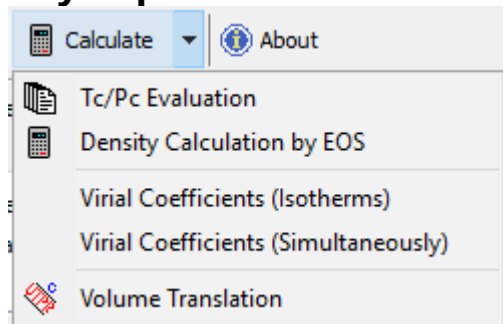 Calculate About
Tc/Pc Evaluation
Density Calculation by EOS
Virial Coefficients (Isotherms)
Virial Coefficients (Simultaneously)
Volume Translation